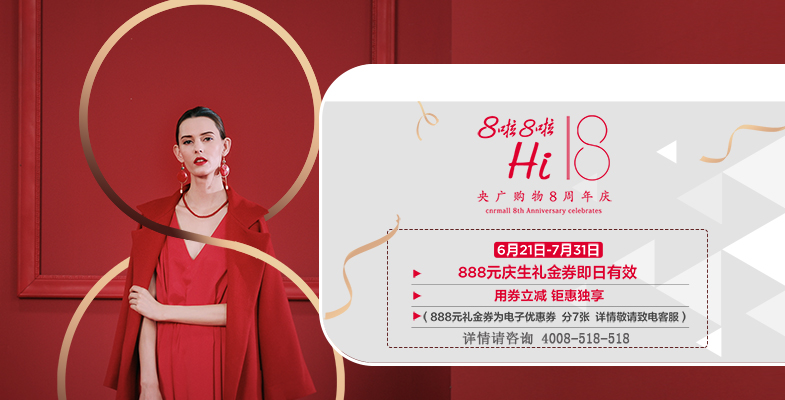 8啦8啦
Hi 18
央广购物8周年庆
cnrmall 8th Anniversary celebrates
6月21日-7月31日
888元庆生礼金券即日有效
用券立减 钜惠独享
(888元礼金券为电子优惠券 分7张 详情敬请致电客服)
详情请咨询 4008-518-518